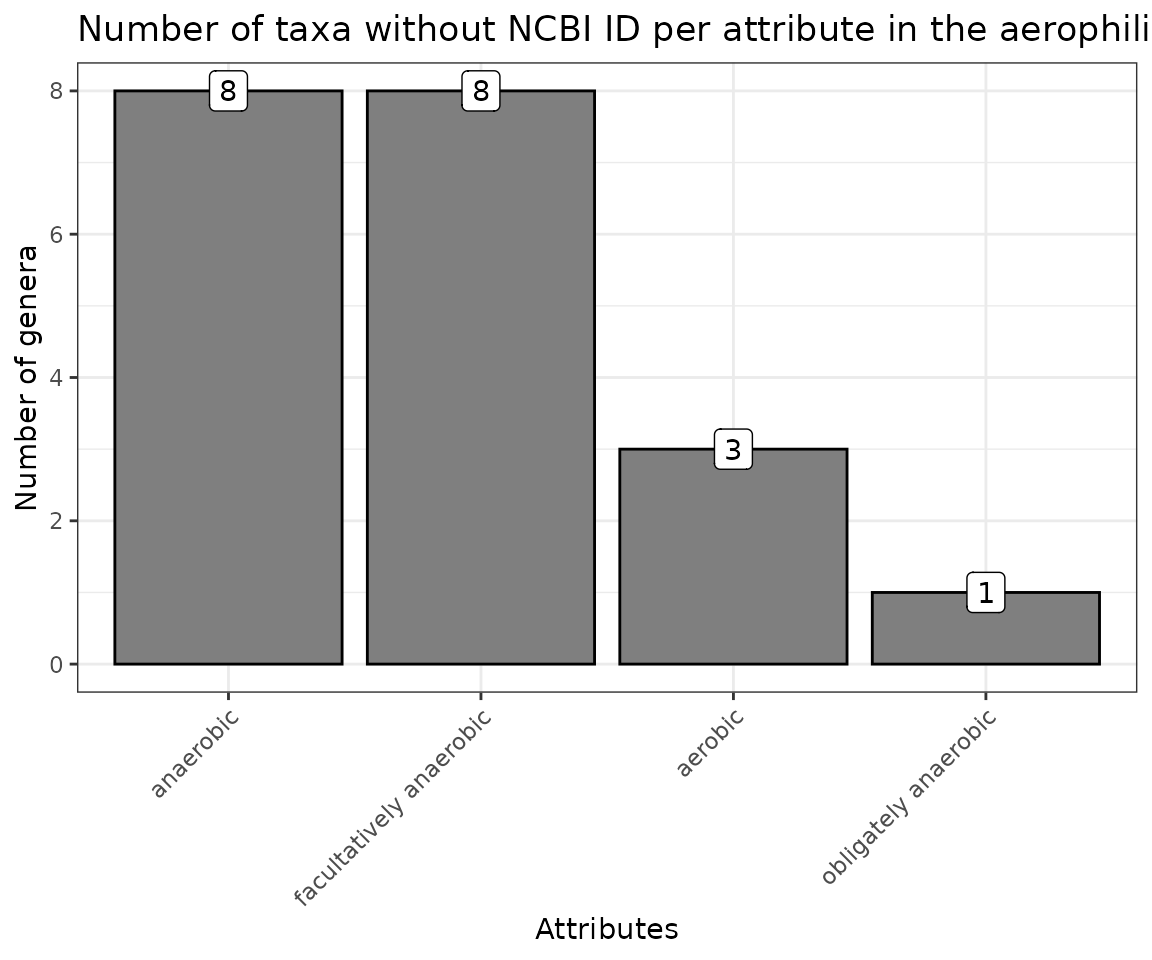 Number of taxa without NCBI ID per attribute in the aerophili
8
8
8
6
4
3
2
1
0
Number of genera
anaerobic
facultatively anaerobic
aerobic
obligately anaerobic
Attributes